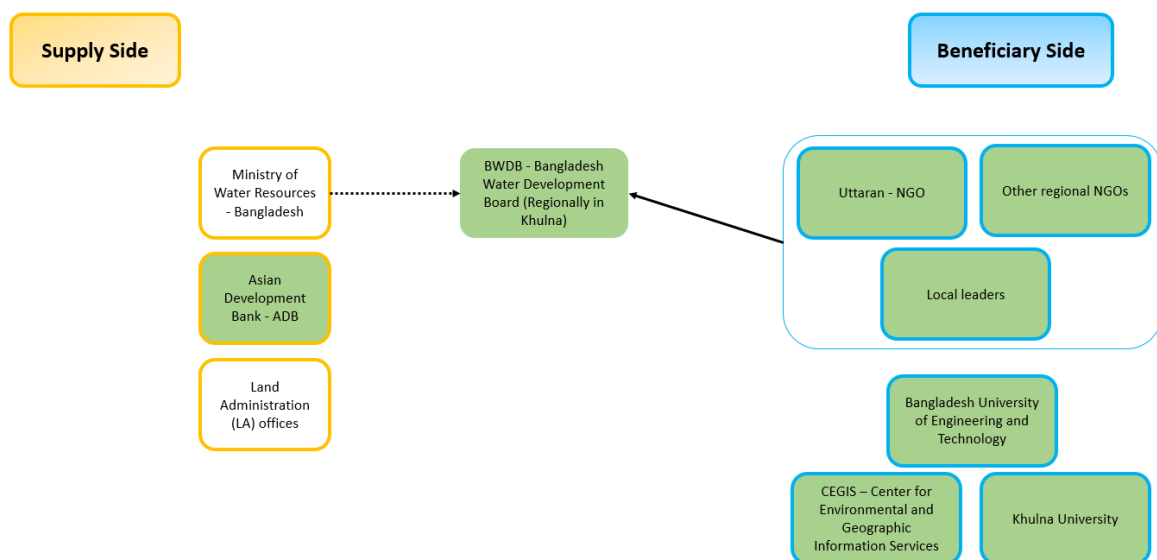 Supply Side
Beneficiary Side
Ministry of
Water Resources
- Bangladesh
BWDB - Bangladesh
Water Development
Board (Regionally in
Khulna)
Uttaran - NGO
Other regional NGOs
Asian
Development
Bank - ADB
Local leaders
Land
Administration
(LA) offices
Bangladesh University
of Engineering and
Technology
CEGIS – Center for
Environmental and
Geographic
Information Services
Khulna University